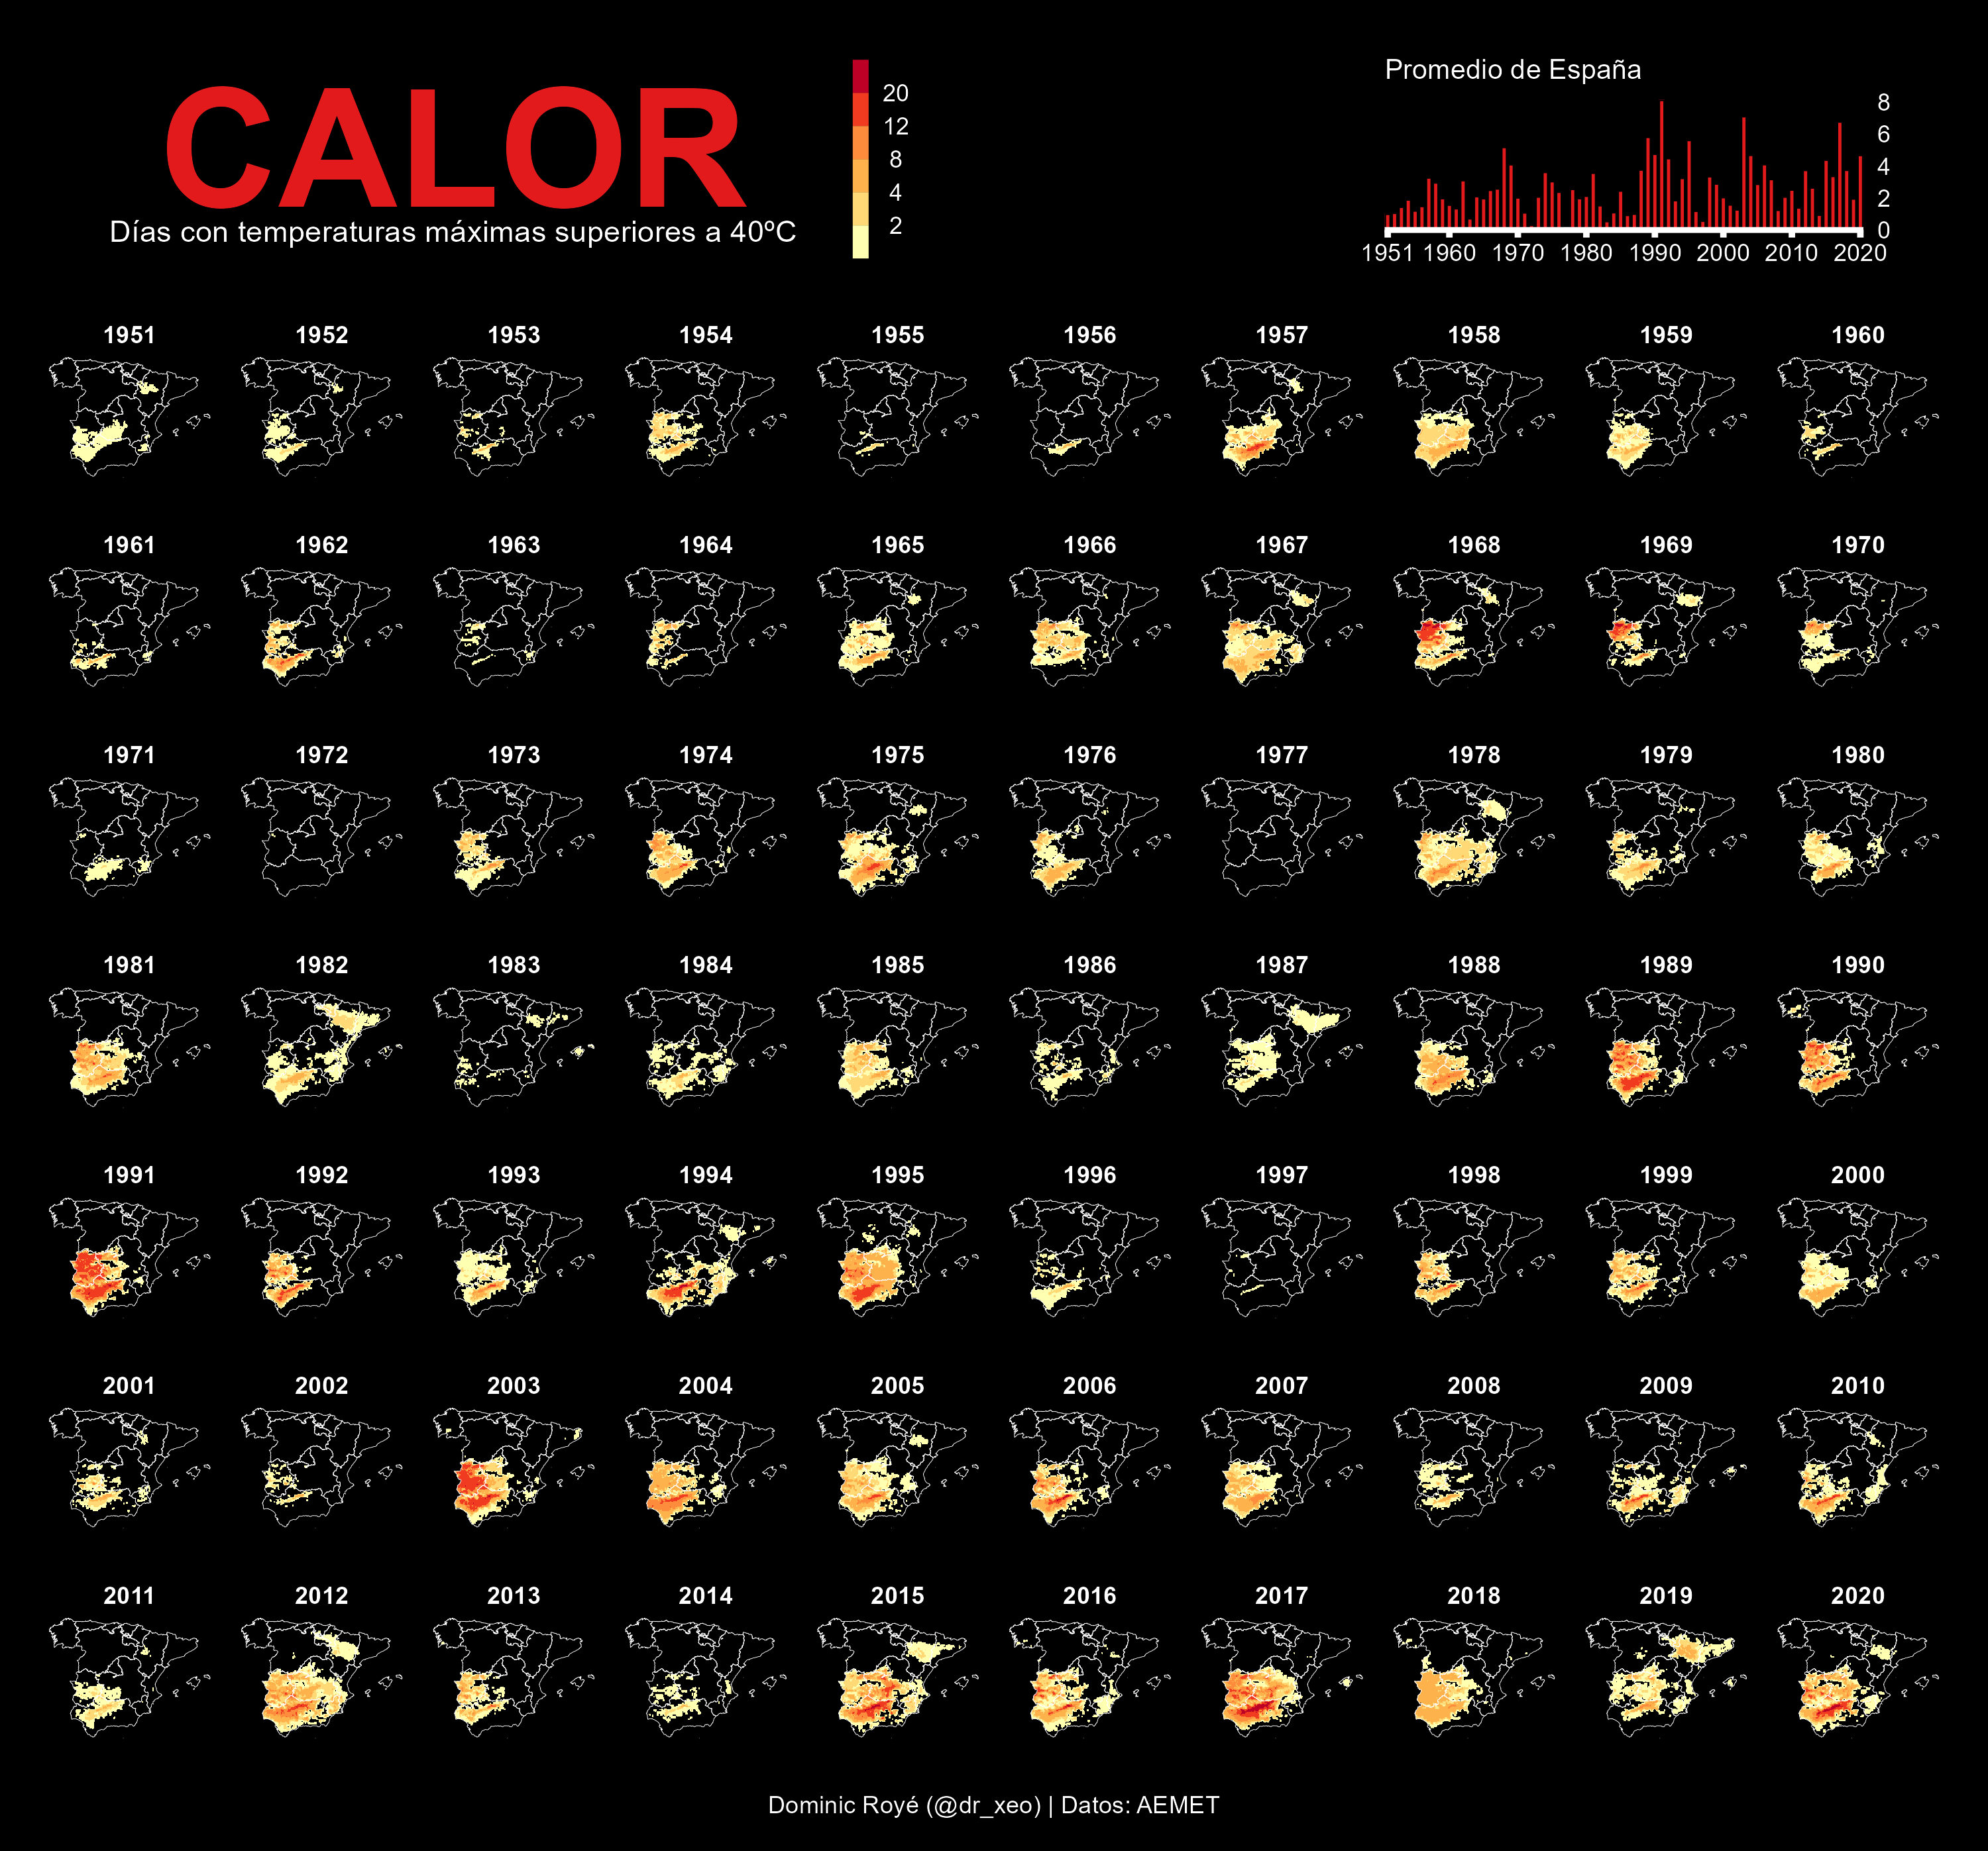 CALOR
Días con temperaturas máximas superiores a 40ºC
20
12
8
4
2
Promedio de España
8
6
4
2
0
1951 1960 1970 1980 1990 2000 2010 2020
1951 1952 1953 1954 1955 1956 1957 1958 1959 1960
1961 1962 1963 1964 1965 1966 1967 1968 1969 1970
1971 1972 1973 1974 1975 1976 1977 1978 1979 1980
1981 1982 1983 1984 1985 1986 1987 1988 1989 1990
1991 1992 1993 1994 1995 1996 1997 1998 1999 2000
2001 2002 2003 2004 2005 2006 2007 2008 2009 2010
2011 2012 2013 2014 2015 2016 2017 2018 2019 2020
Dominic Royé (@dr_xeo) | Datos: AEMET